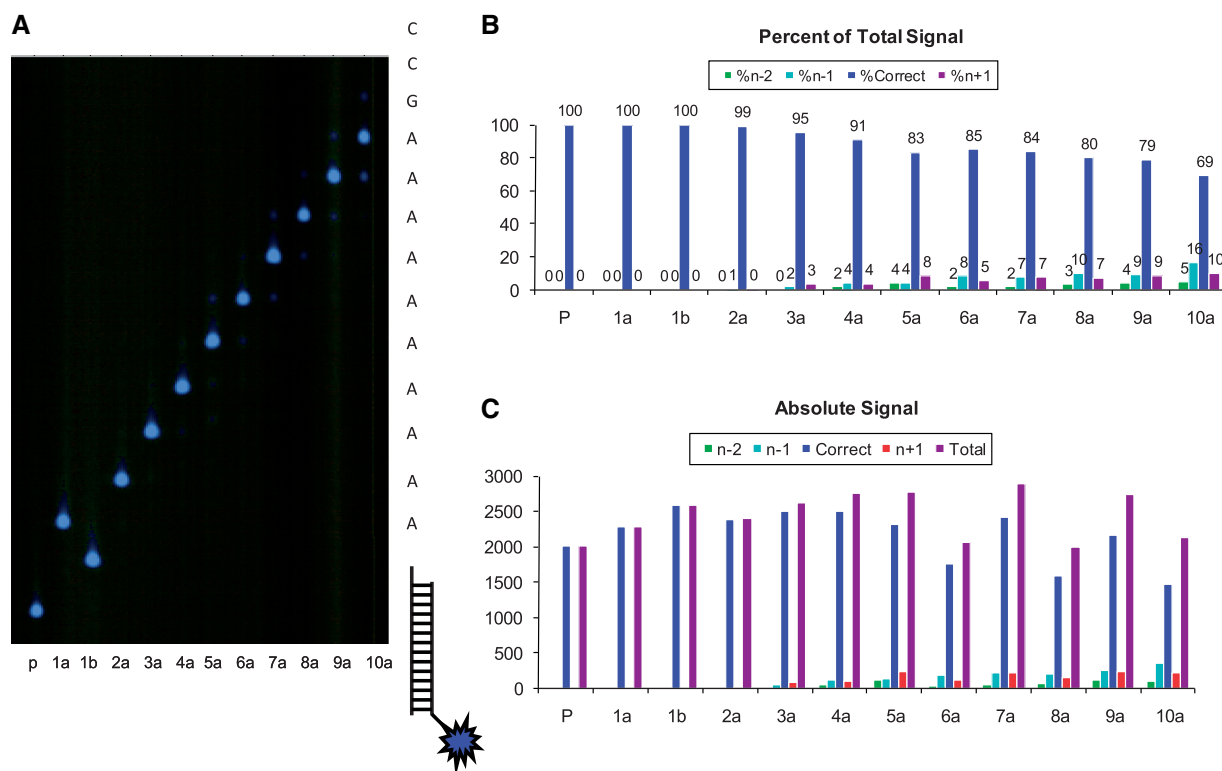 A
C
C
G
A
A
A
A
A
A
A
A
A
A
p 1a 1b 2a 3a 4a 5a 6a 7a 8a 9a 10a
B
Percent of Total Signal
%n-2 %n-1 %Correct %n+1
100 100 100 99 95 91 83 85 84 80 79 69
100
80
60
40
20
0
0 0 0 0 0 0 0 0 0 0 1 0 0 2 3 2 4 4 4 4 8 2 8 5 2 7 7 3 10 7 4 9 9 5 16 10
P 1a 1b 2a 3a 4a 5a 6a 7a 8a 9a 10a
C
Absolute Signal
n-2 n-1 Correct n+1 Total
3000
2500
2000
1500
1000
500
0
P 1a 1b 2a 3a 4a 5a 6a 7a 8a 9a 10a